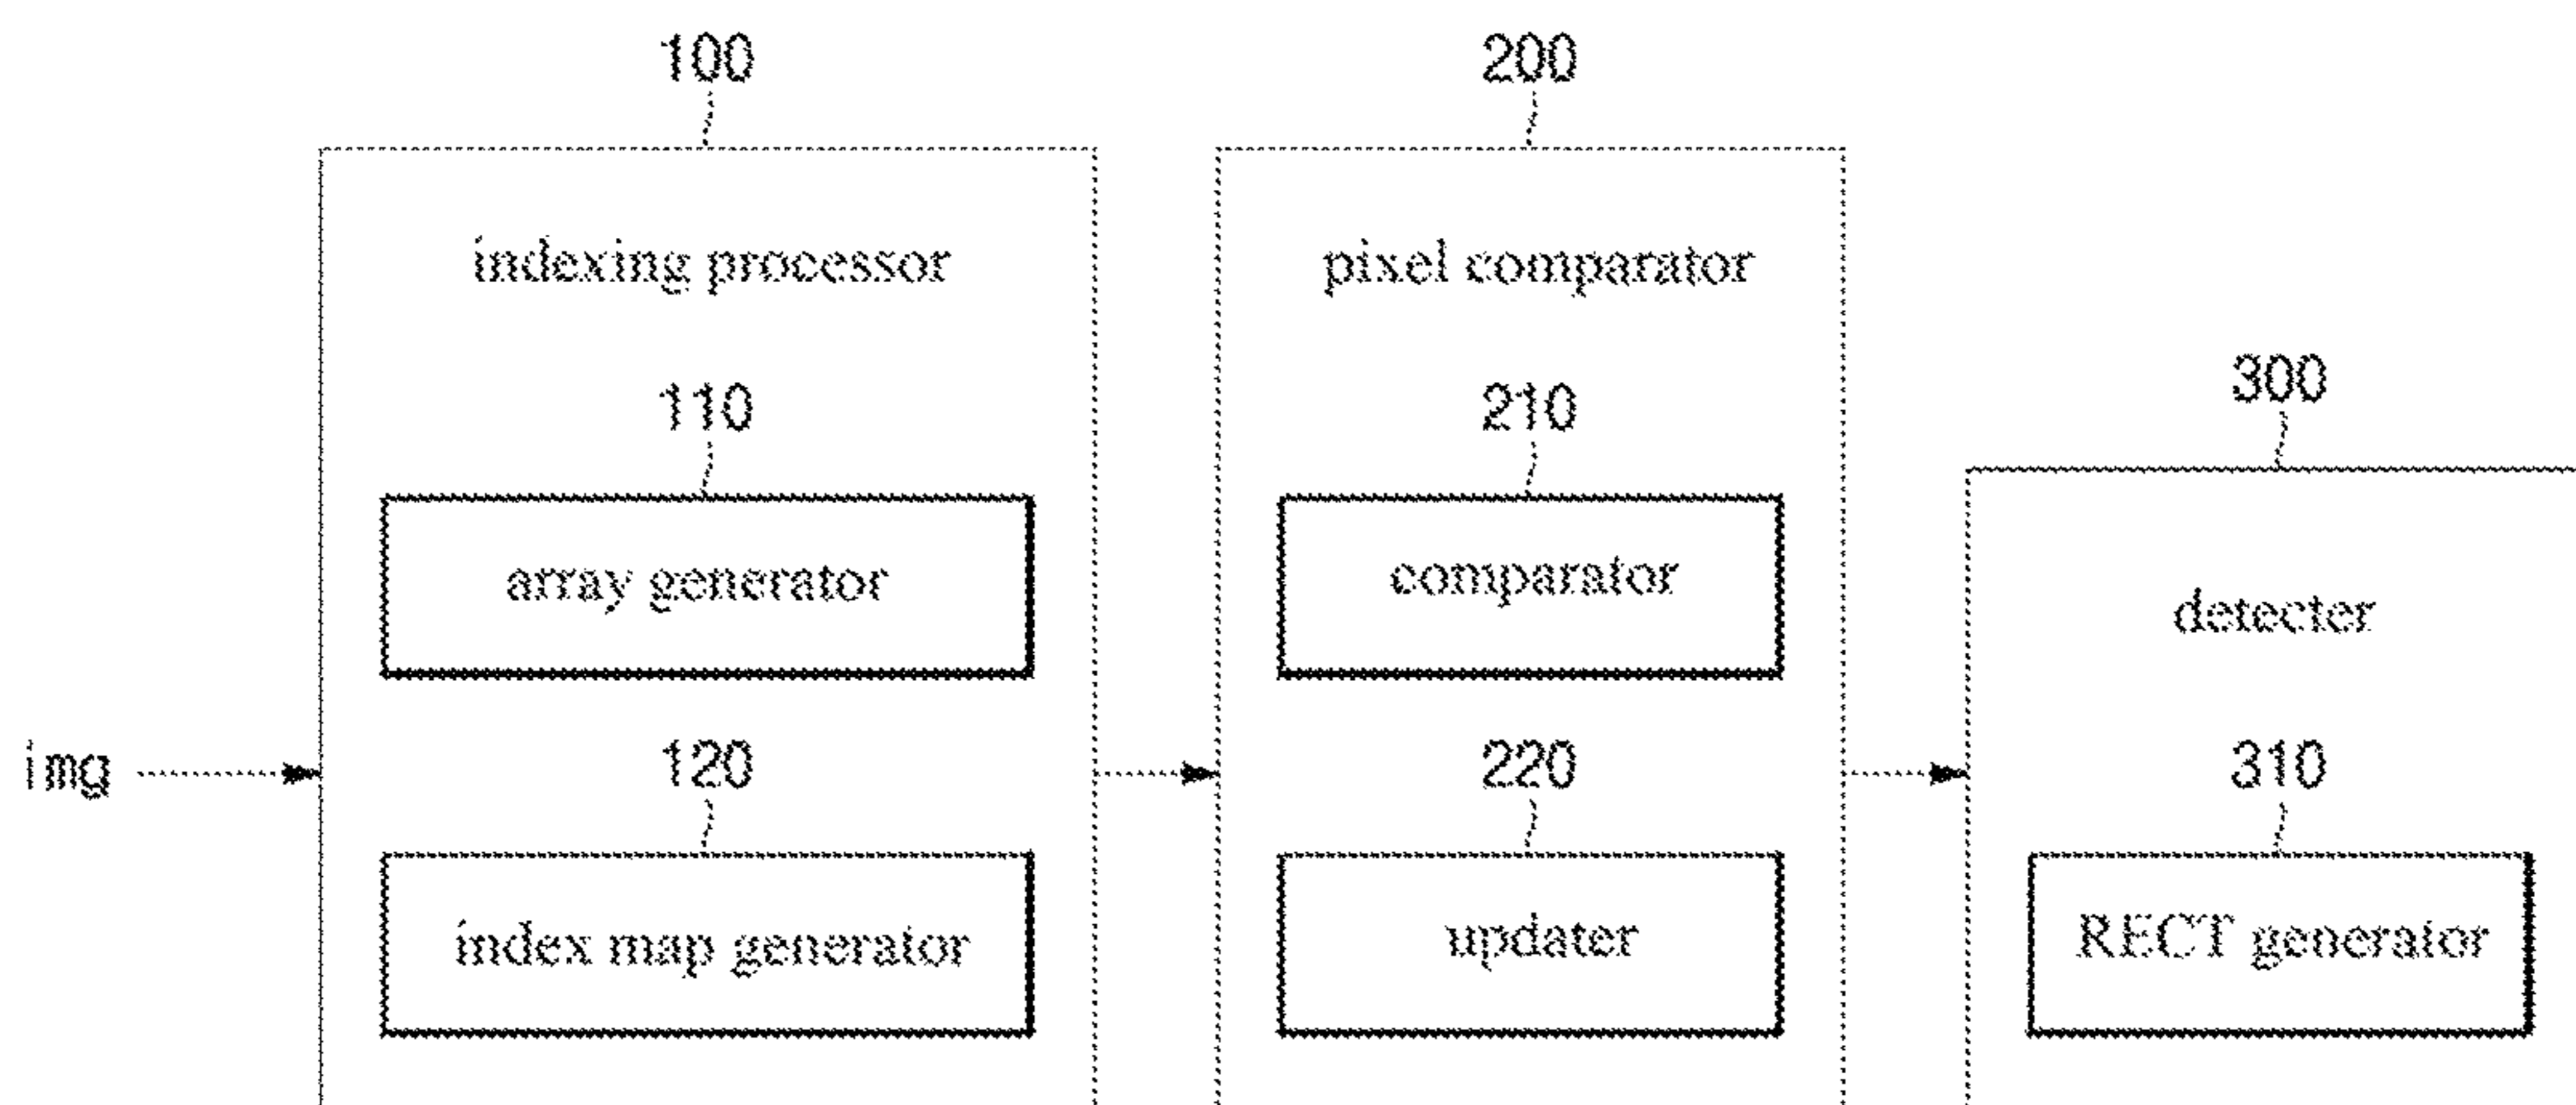 100
indexing processor
110
array generator
120
index map generator
img
200
pixel comparator
210
comparator
220
updater
300
detecter
310
RECT generator